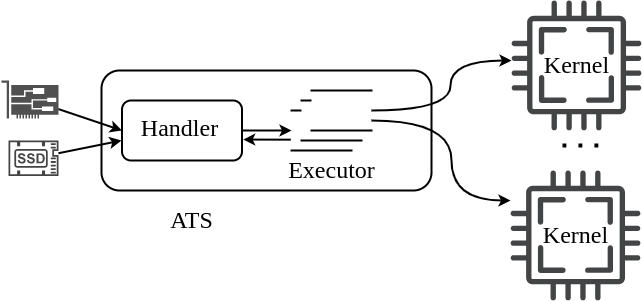 Kernel
Handler
SSD
Executor
ATS
Kernel